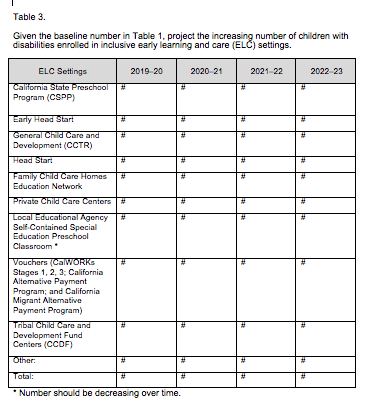 Table 3.
Given the baseline number in Table 1, project the increasing number of children with
disabilities enrolled in inclusive early learning and care (ELC) settings.
ELC Settings 2019–20 2020–21 2021–22 2022–23
California State Preschool # # # #
Program (CSPP)
Early Head Start # # # #
General Child Care and # # # #
Development (CCTR)
Head Start # # # #
Family Child Care Homes # # # #
Education Network
Private Child Care Centers # # # #
Local Educational Agency # # # #
Self-Contained Special
Education Preschool
Classroom *
Vouchers (CalWORKs # # # #
Stages 1, 2, 3; California
Alternative Payment
Program; and California
Migrant Alternative
Payment Program)
Tribal Child Care and # # # #
Development Fund
Centers (CCDF)
Other: # # # #
Total: # # # #
* Number should be decreasing over time.